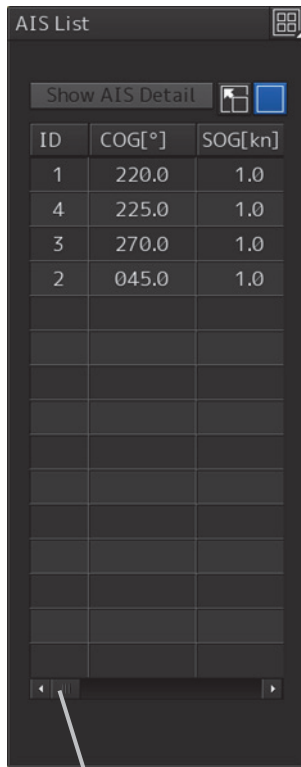 AIS List
Show AIS Detail
ID COG[°] SOG[kn]
1 220.0 1.0
4 225.0 1.0
3 270.0 1.0
2 045.0 1.0